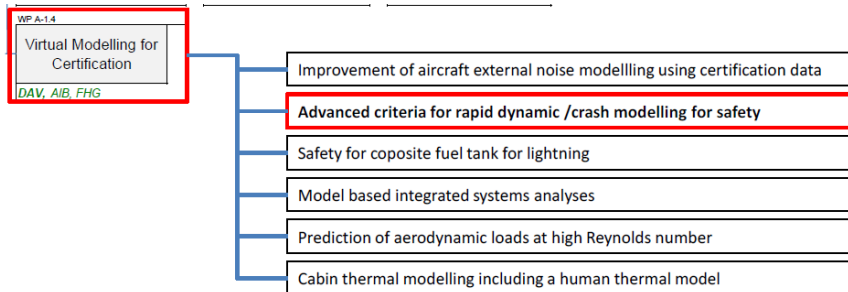 WP A-1.4
Virtual Modelling for
Certification
DAV, AIB, FHG
Improvement of aircraft external noise modellling using certification data
Advanced criteria for rapid dynamic /crash modelling for safety
Safety for coposite fuel tank for lightning
Model based integrated systems analyses
Prediction of aerodynamic loads at high Reynolds number
Cabin thermal modelling including a human thermal model